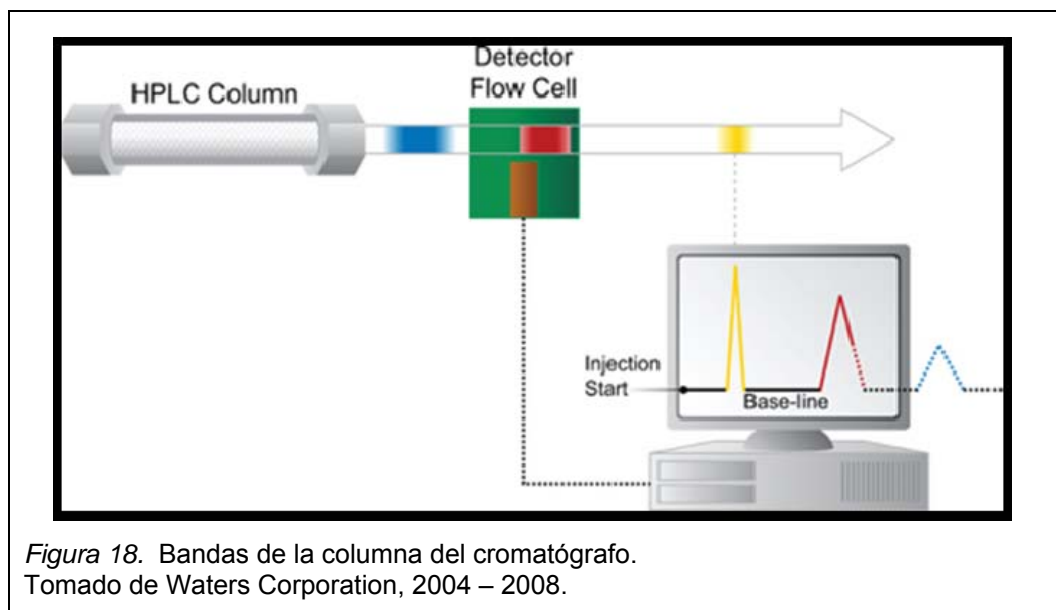 Detector
Flow Cell
HPLC Column
Injection
Start
Base-line
Figura 18. Bandas de la columna del cromatógrafo.
Tomado de Waters Corporation, 2004 – 2008.